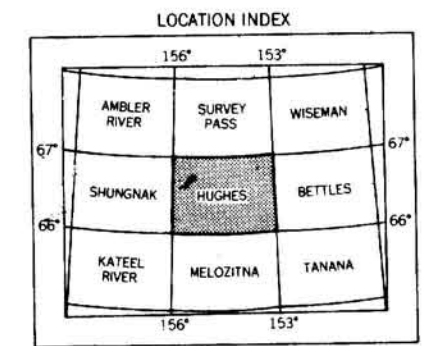 LOCATION INDEX
156° 153°
AMBLER RIVER
SURVEY PASS
WISEMAN
67° 67°
SHUNGNAK
HUGHES
BETTLES
66° 66°
KATEEL RIVER
MELOZITNA
TANANA
156° 153°